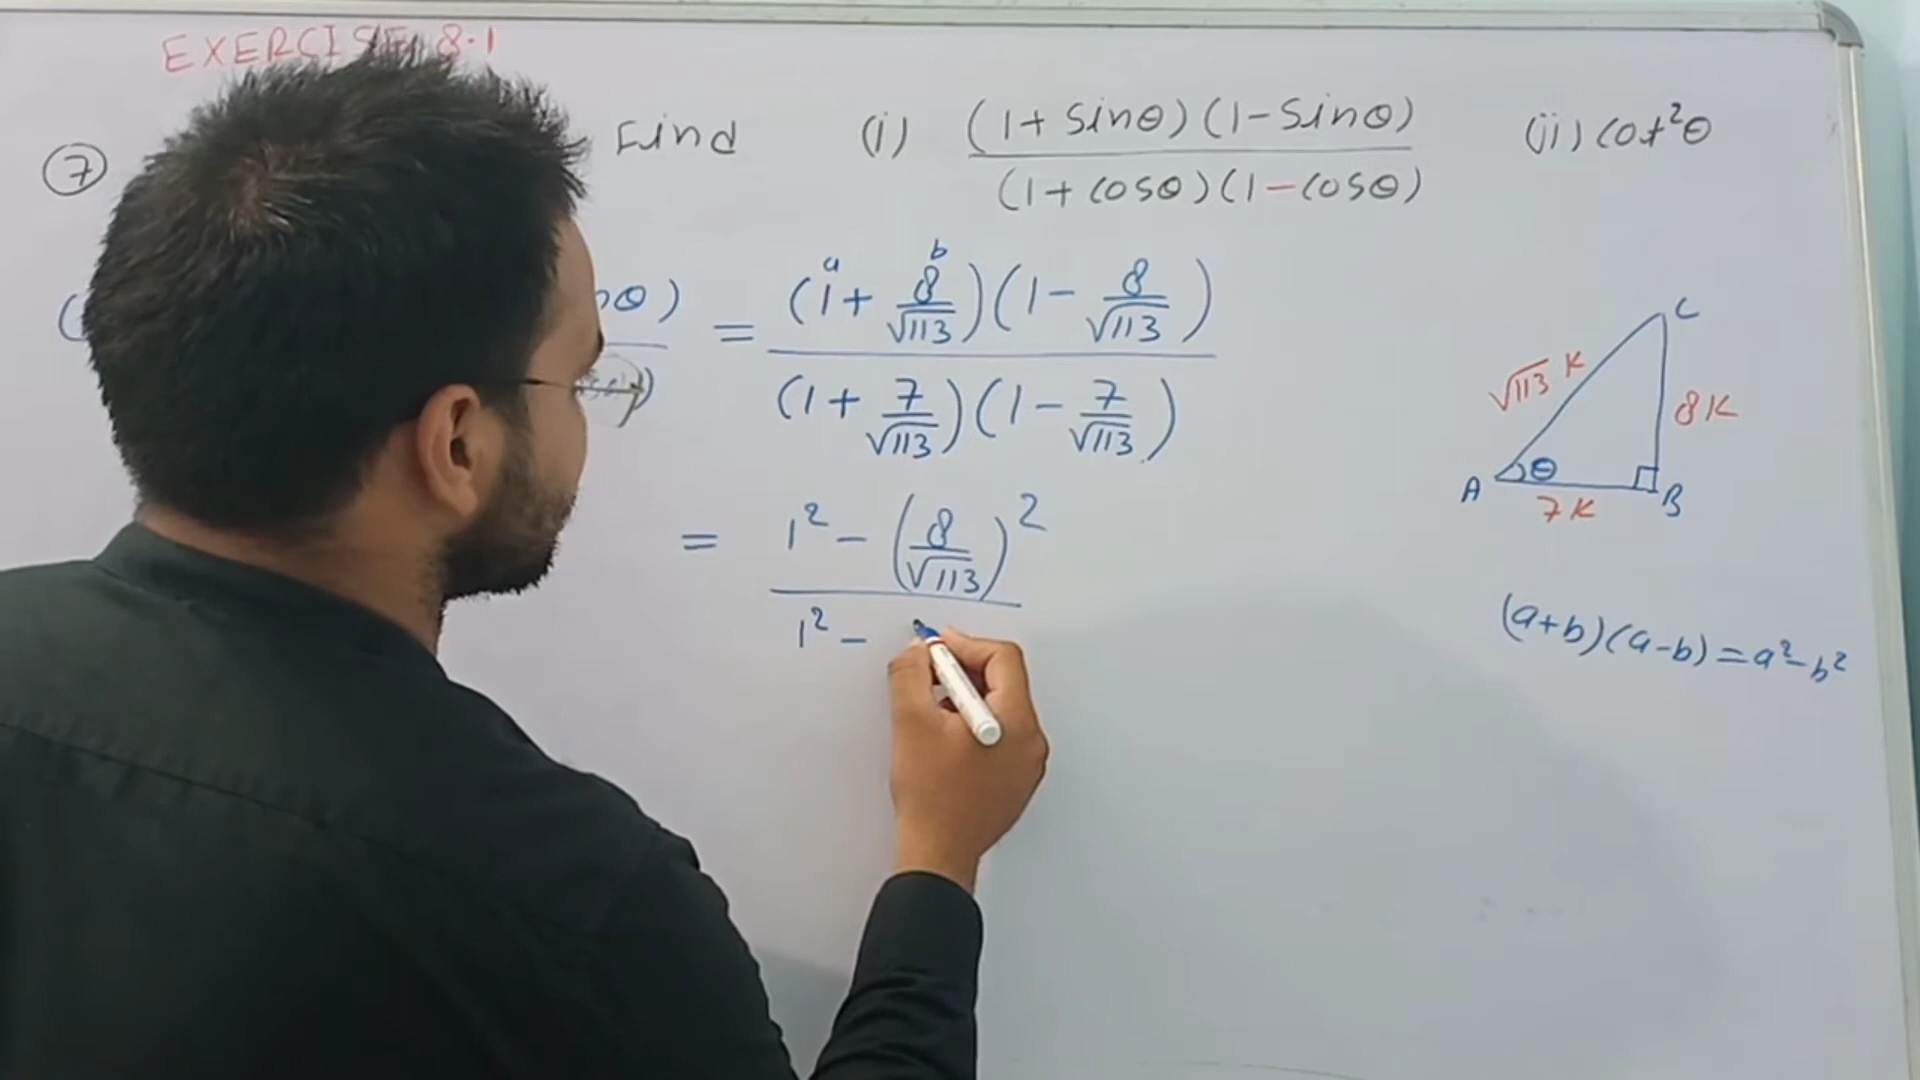 EXERCISE 8.1
(7) Find (i) (1+Sinθ)(1-Sinθ) (ii) Cot²θ
(1+cosθ)(1-cosθ)
θ) = (1+ 8/√113)(1- 8/√113)
a b
(1+ 7/√113)(1- 7/√113)
= 1² - (8/√113)²
1² -
C
√113 K
8K
A θ B
7K
(a+b)(a-b)=a²-b²